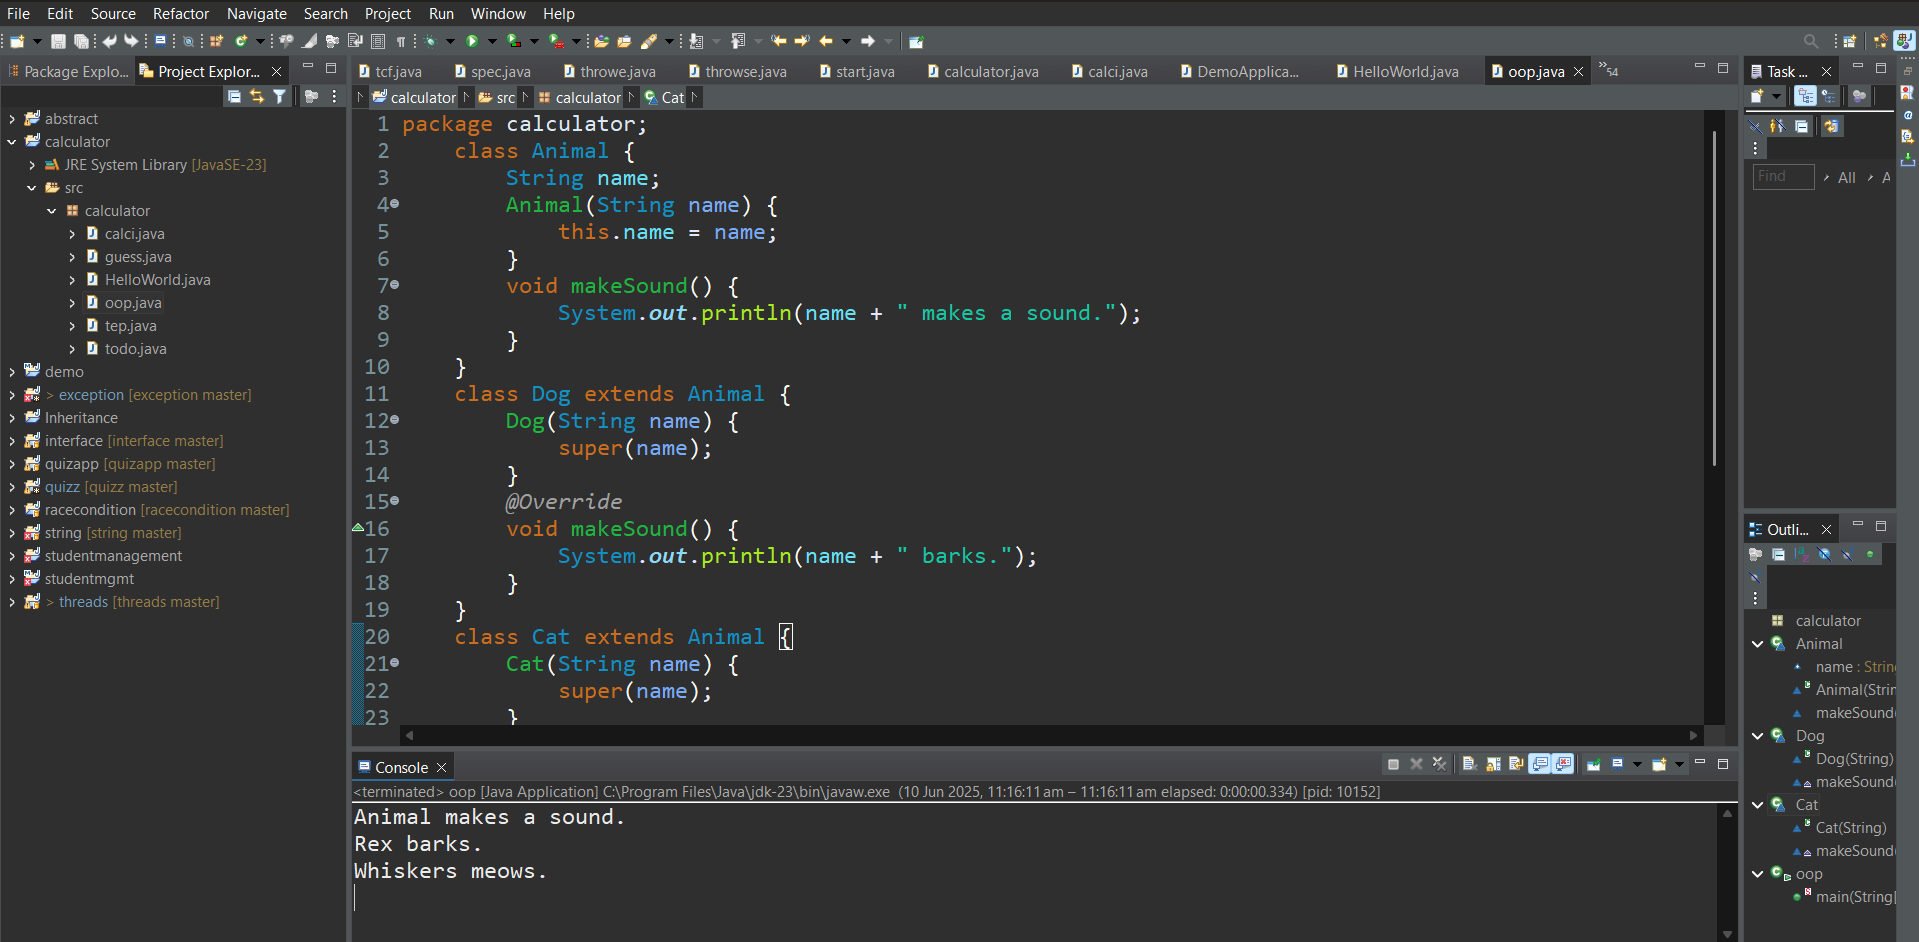 File Edit Source Refactor Navigate Search Project Run Window Help
Package Explo... Project Explor...
abstract
calculator
JRE System Library [JavaSE-23]
src
calculator
calci.java
guess.java
HelloWorld.java
oop.java
tep.java
todo.java
demo
> exception [exception master]
Inheritance
interface [interface master]
quizapp [quizapp master]
quizz [quizz master]
racecondition [racecondition master]
string [string master]
studentmanagement
studentmgmt
> threads [threads master]
tcf.java spec.java throwe.java throwse.java start.java calculator.java calci.java DemoApplica... HelloWorld.java oop.java »54
calculator src calculator Cat
1 package calculator;
2 class Animal {
3 String name;
4 Animal(String name) {
5 this.name = name;
6 }
7 void makeSound() {
8 System.out.println(name + " makes a sound.");
9 }
10 }
11 class Dog extends Animal {
12 Dog(String name) {
13 super(name);
14 }
15 @Override
16 void makeSound() {
17 System.out.println(name + " barks.");
18 }
19 }
20 class Cat extends Animal {
21 Cat(String name) {
22 super(name);
23 }
Console
<terminated> oop [Java Application] C:\Program Files\Java\jdk-23\bin\javaw.exe (10 Jun 2025, 11:16:11 am – 11:16:11 am elapsed: 0:00:00.334) [pid: 10152]
Animal makes a sound.
Rex barks.
Whiskers meows.
Task ...
Find All A
Outli...
calculator
Animal
name : Strin
Animal(Strin
makeSound(
Dog
Dog(String)
makeSound(
Cat
Cat(String)
makeSound(
oop
main(String[